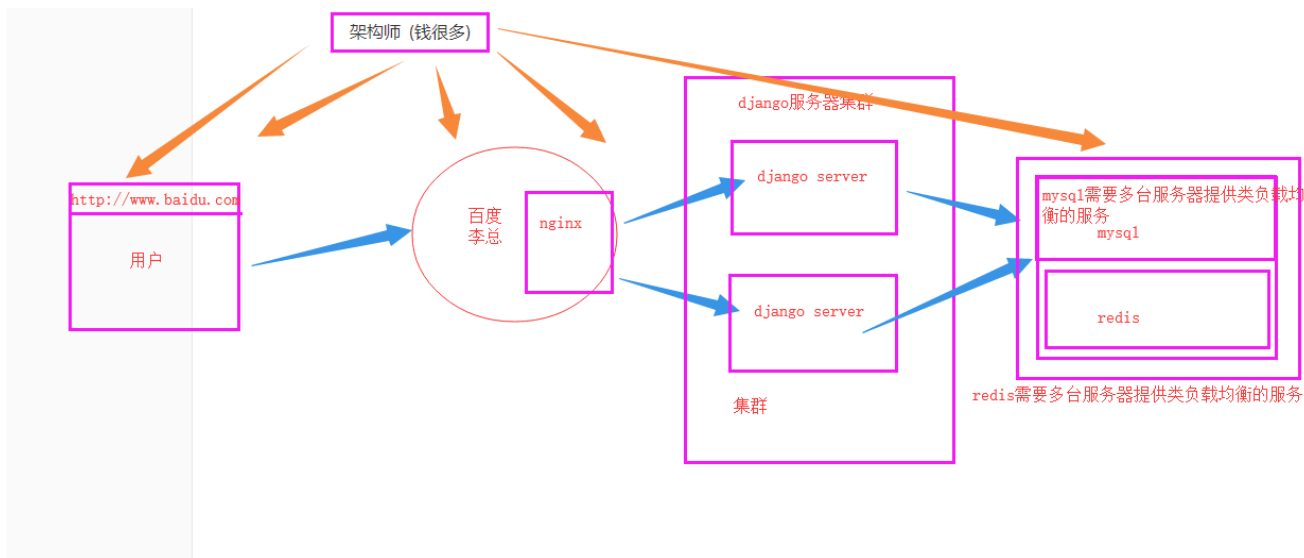 架构师 (钱很多)
http://www.baidu.com
用户
百度
李总
nginx
django服务器集群
django server
django server
集群
mysql需要多台服务器提供类负载均
衡的服务
mysql
redis
redis需要多台服务器提供类负载均衡的服务